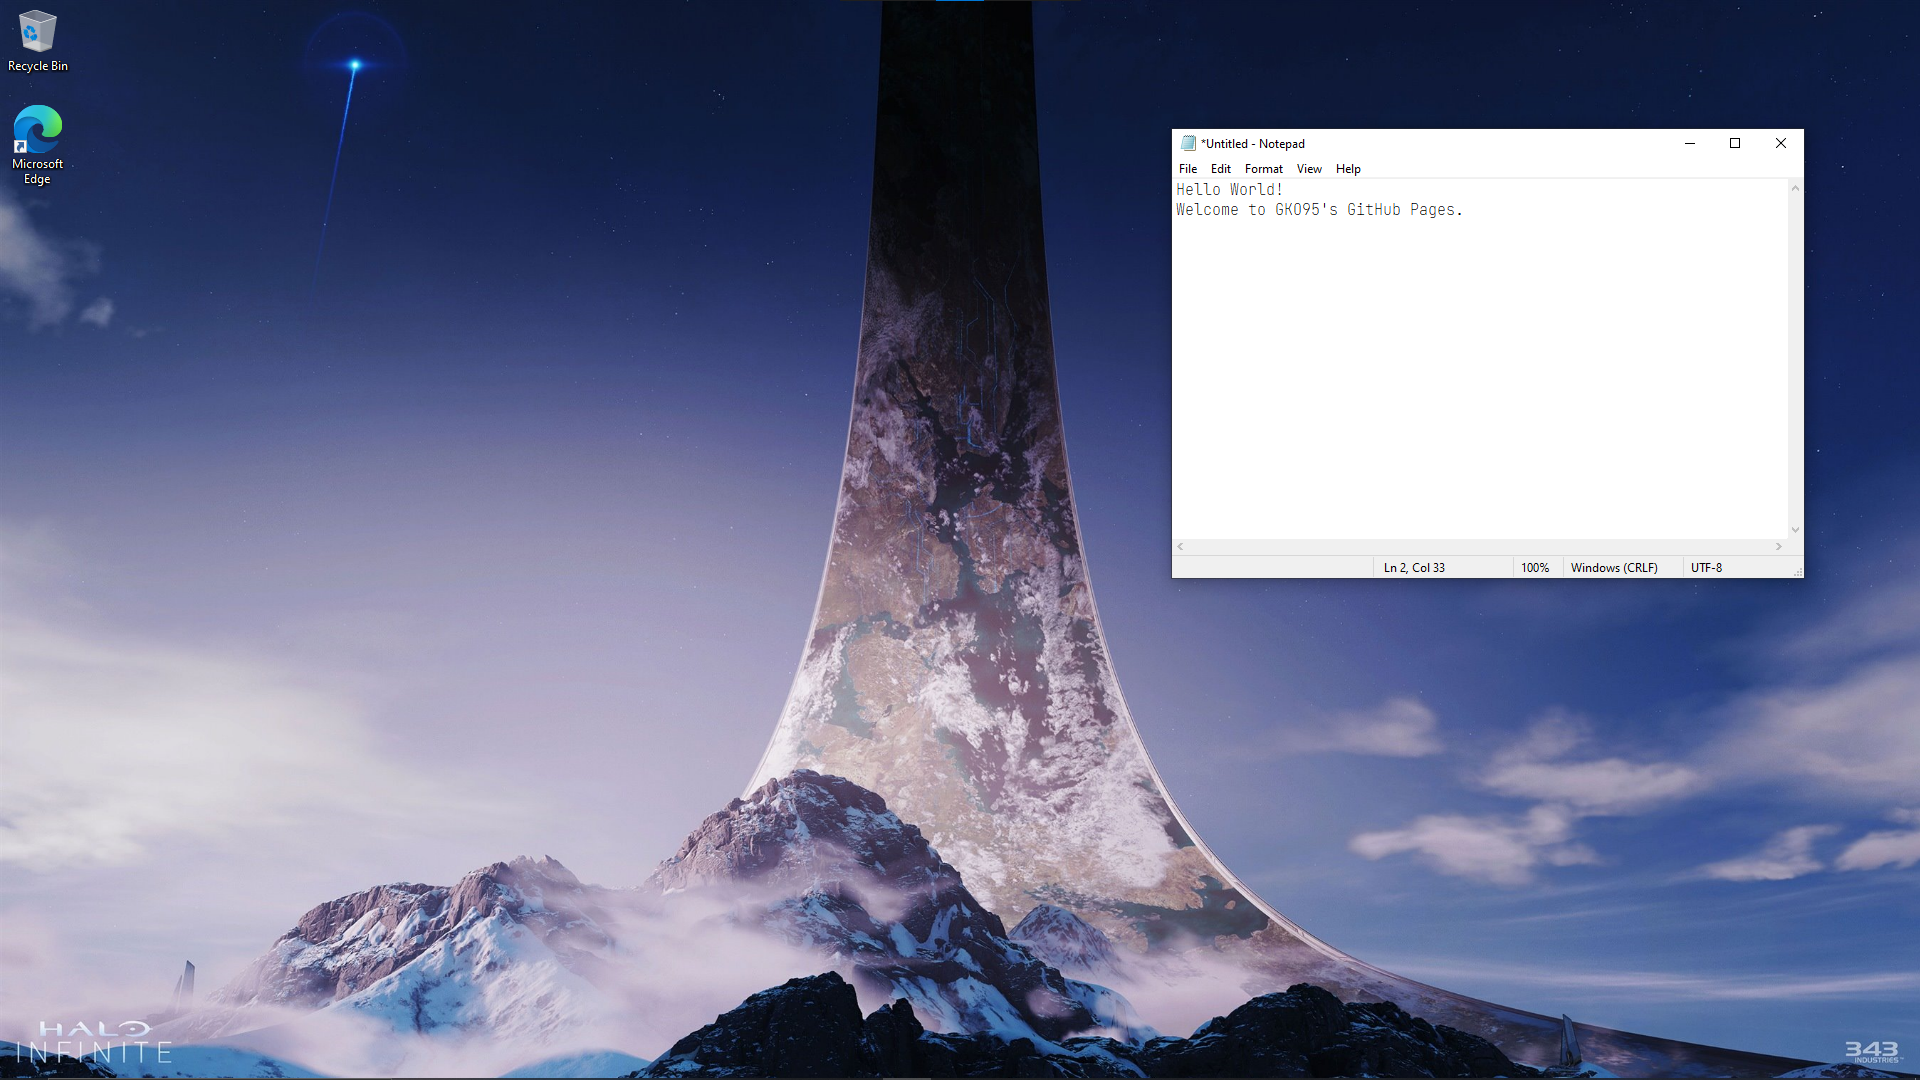 Recycle Bin
Microsoft
Edge
*Untitled - Notepad
File Edit Format View Help
Hello World!
Welcome to GKO95's GitHub Pages.
Ln 2, Col 33 100% Windows (CRLF) UTF-8
HALO
INFINITE
343
INDUSTRIES